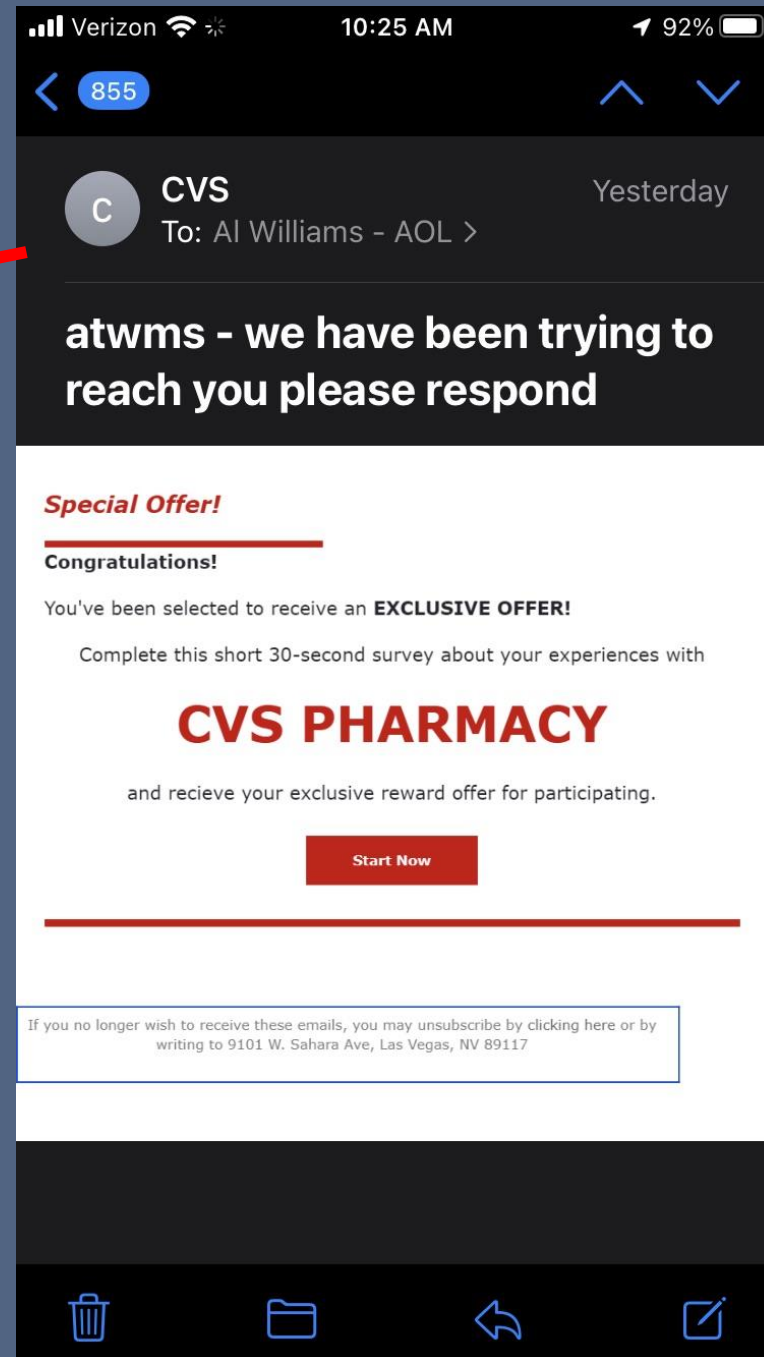 Verizon 10:25 AM 92%
855
C
CVS Yesterday
To: Al Williams - AOL >
atwms - we have been trying to
reach you please respond
Special Offer!
Congratulations!
You've been selected to receive an EXCLUSIVE OFFER!
Complete this short 30-second survey about your experiences with
CVS PHARMACY
and recieve your exclusive reward offer for participating.
Start Now
If you no longer wish to receive these emails, you may unsubscribe by clicking here or by
writing to 9101 W. Sahara Ave, Las Vegas, NV 89117